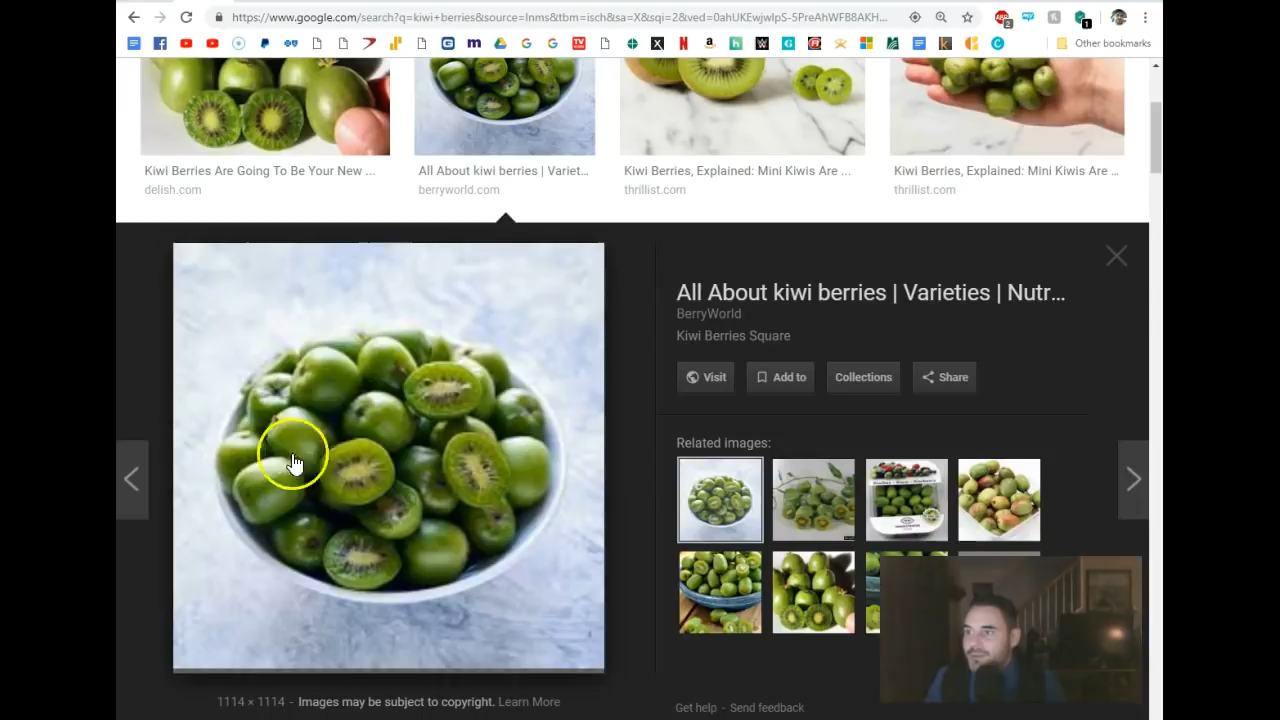 https://www.google.com/search?q=kiwi+berries&source=lnms&tbm=isch&sa=X&sqi=2&ved=0ahUKEwjwIpS-5PreAhWFB8AKH...
Other bookmarks
Kiwi Berries Are Going To Be Your New ...
delish.com
All About kiwi berries | Variet...
berryworld.com
Kiwi Berries, Explained: Mini Kiwis Are ...
thrillist.com
Kiwi Berries, Explained: Mini Kiwis Are ...
thrillist.com
All About kiwi berries | Varieties | Nutr...
BerryWorld
Kiwi Berries Square
Visit
Add to
Collections
Share
Related images:
1114 × 1114 - Images may be subject to copyright. Learn More
Get help - Send feedback